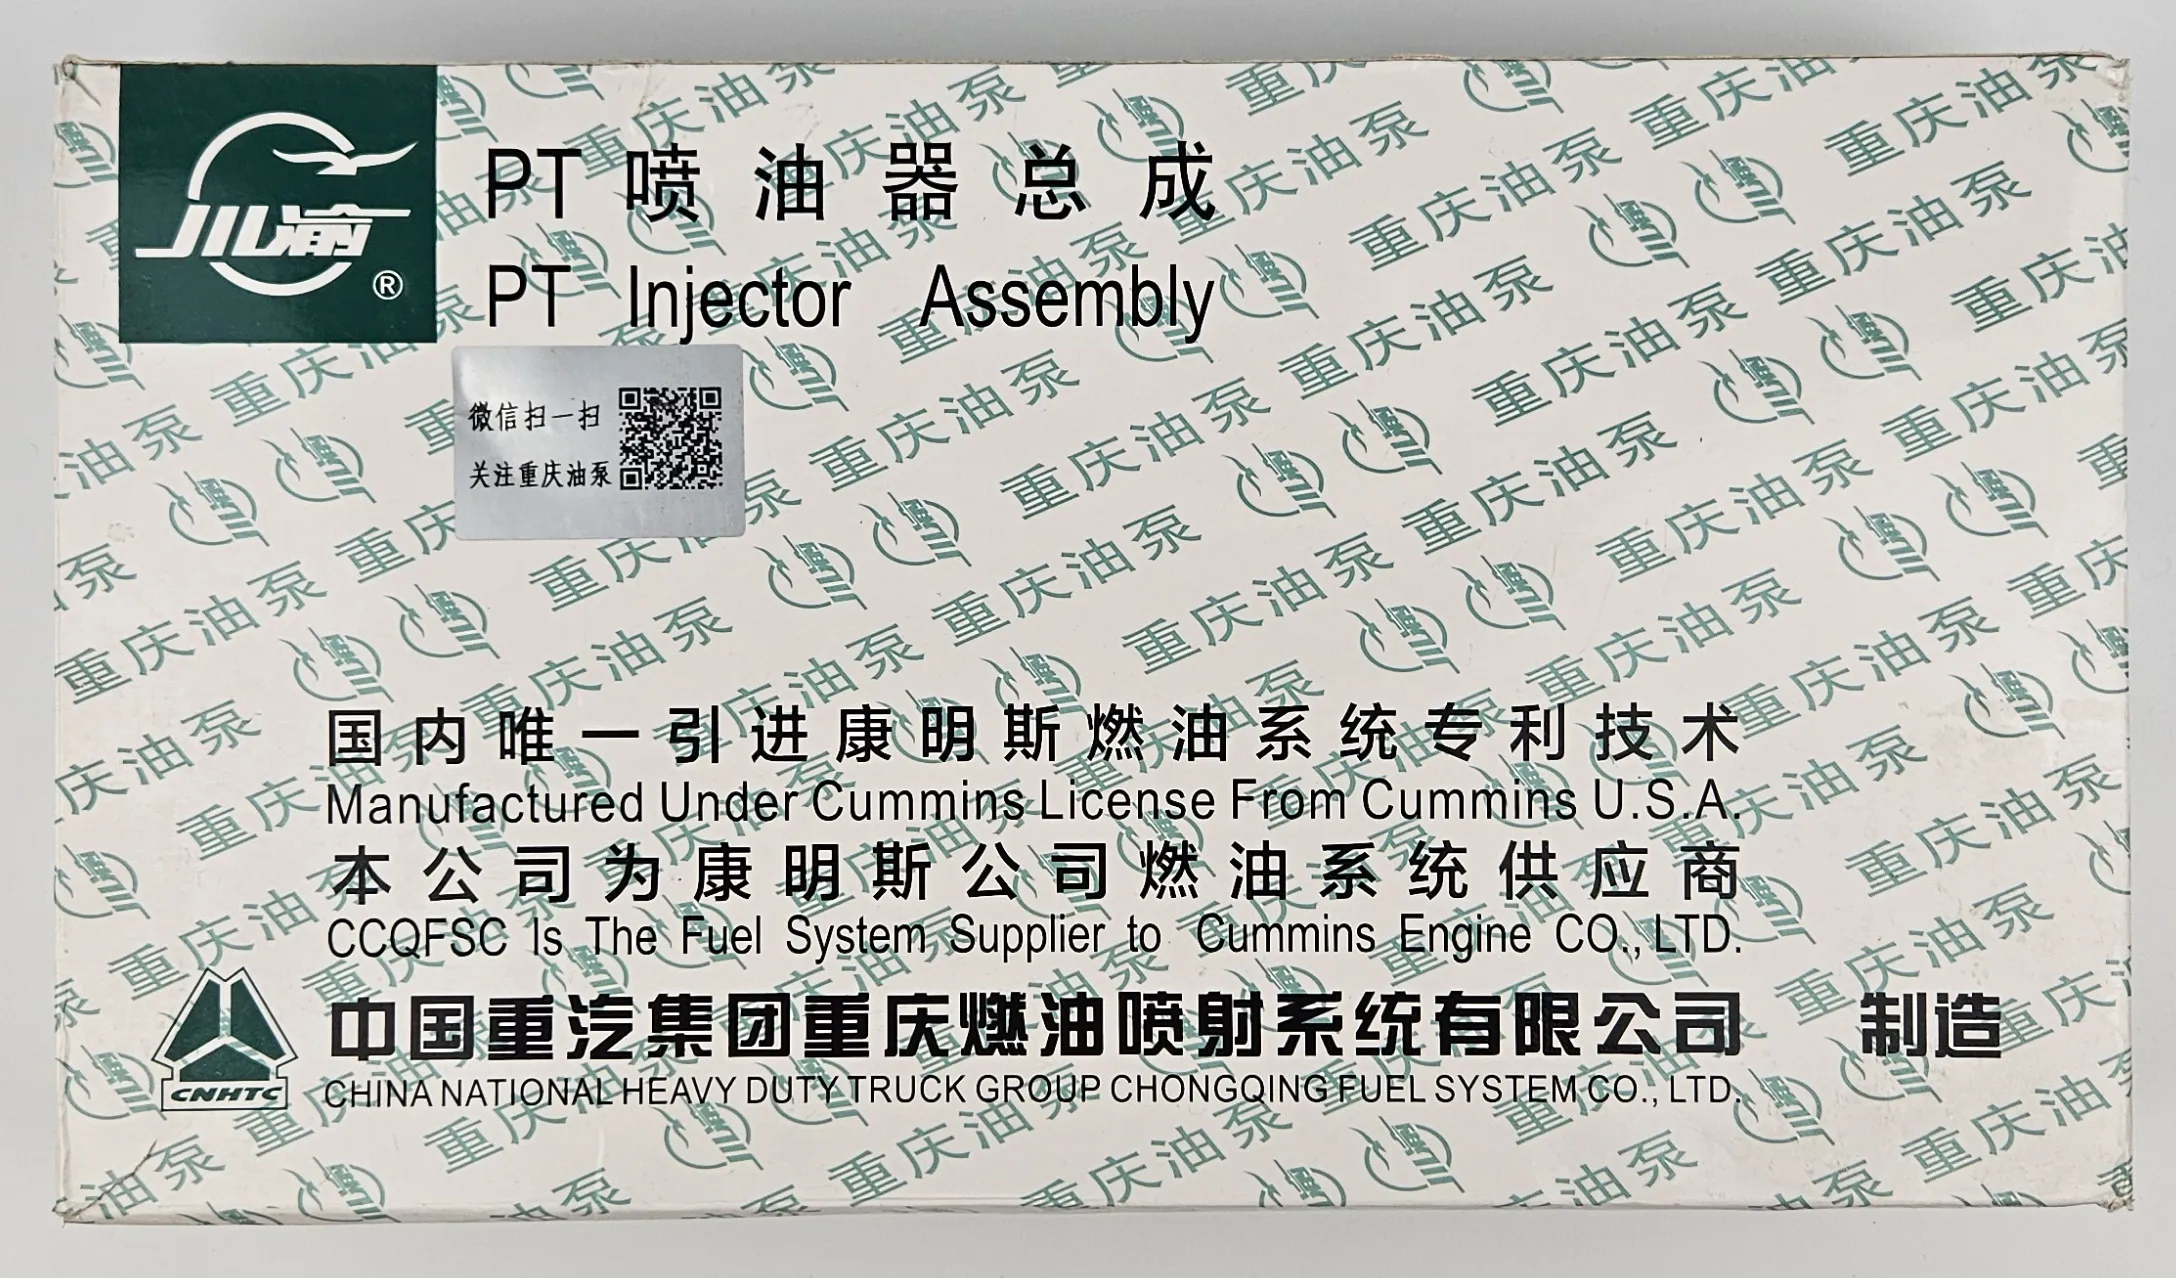 川渝
®
PT 喷油器总成
PT Injector Assembly
微信扫一扫
关注重庆油泵
国内唯一引进康明斯燃油系统专利技术
Manufactured Under Cummins License From Cummins U.S.A.
本公司为康明斯公司燃油系统供应商
CCQFSC Is The Fuel System Supplier to Cummins Engine CO., LTD.
中国重汽集团重庆燃油喷射系统有限公司 制造
CNHTC
CHINA NATIONAL HEAVY DUTY TRUCK GROUP CHONGQING FUEL SYSTEM CO., LTD.
重庆油泵